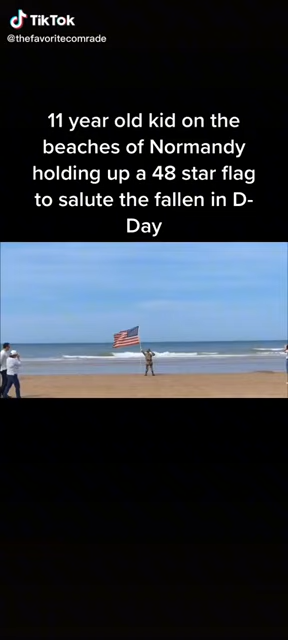 TikTok
@thefavoritecomrade
11 year old kid on the
beaches of Normandy
holding up a 48 star flag
to salute the fallen in D-
Day